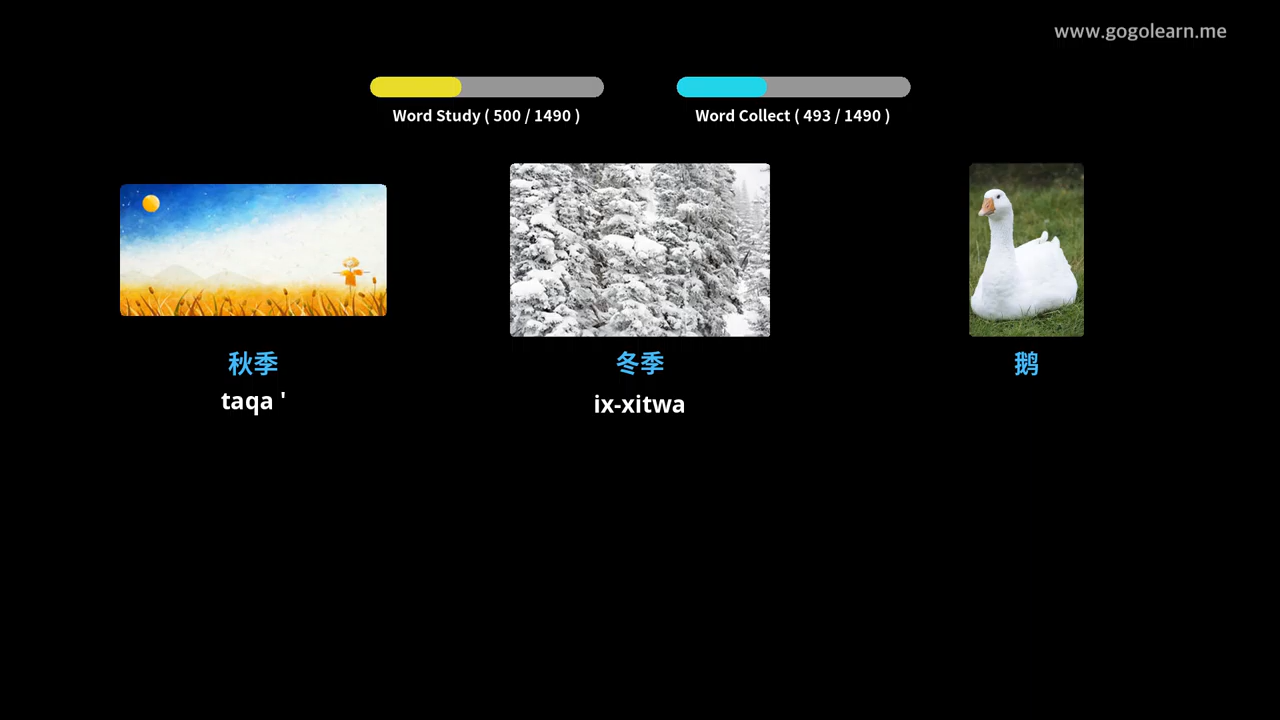 www.gogolearn.me
Word Study ( 500 / 1490 )
Word Collect ( 493 / 1490 )
秋季
taqa '
冬季
ix-xitwa
鹅